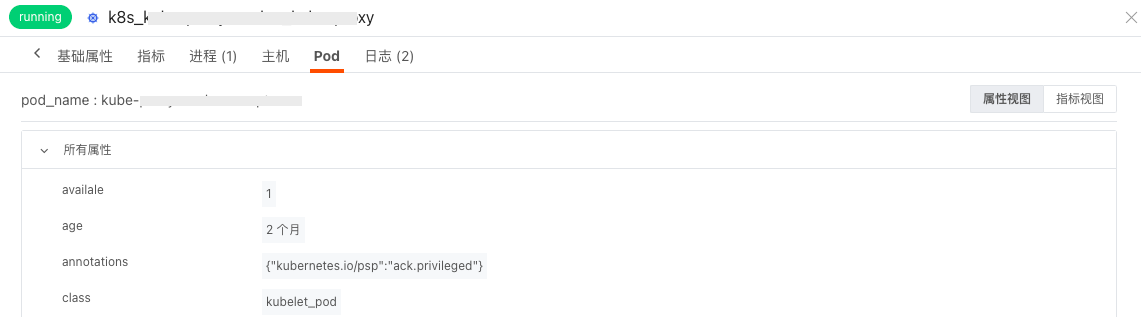 running k8s_k xy
基础属性 指标 进程 (1) 主机 Pod 日志 (2)
pod_name : kube-
属性视图 指标视图
所有属性
availale 1
age 2 个月
annotations {"kubernetes.io/psp":"ack.privileged"}
class kubelet_pod